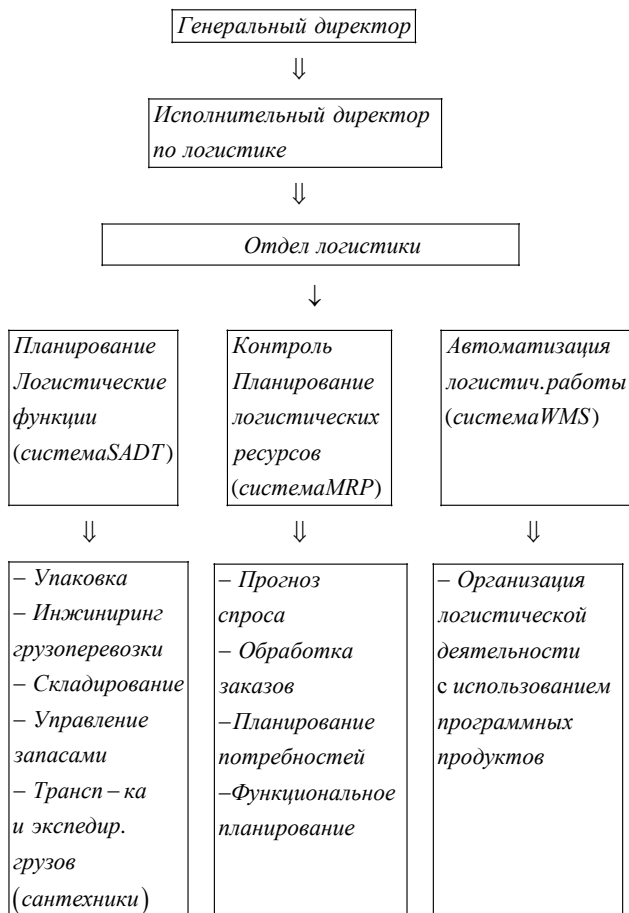 Генеральный директор
⇓
Исполнительный директор
по логистике
⇓
Отдел логистики
↓
Планирование
Логистические
функции
(системаSADT)
Контроль
Планирование
логистических
ресурсов
(системаMRP)
Автоматизация
логистич.работы
(системаWMS)
⇓
⇓
⇓
– Упаковка
– Инжиниринг
грузоперевозки
– Складирование
– Управление
запасами
– Трансп – ка
и экспедир.
грузов
(сантехники)
– Прогноз
спроса
– Обработка
заказов
–Планирование
потребностей
–Функциональное
планирование
– Организация
логистической
деятельности
с использованием
программных
продуктов